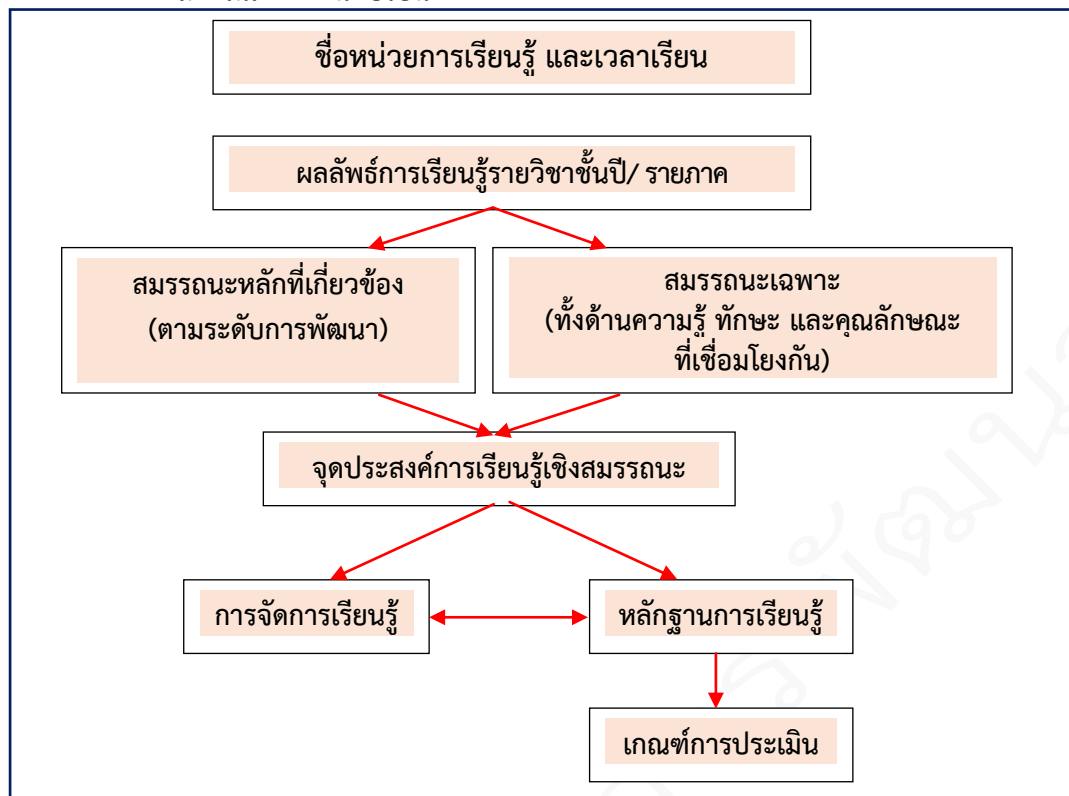 ชื่อหน่วยการเรียนรู้ และเวลาเรียน
ผลลัพธ์การเรียนรู้รายวิชาชั้นปี/ รายภาค
สมรรถนะหลักที่เกี่ยวข้อง
(ตามระดับการพัฒนา)
สมรรถนะเฉพาะ
(ทั้งด้านความรู้ ทักษะ และคุณลักษณะ
ที่เชื่อมโยงกัน)
จุดประสงค์การเรียนรู้เชิงสมรรถนะ
การจัดการเรียนรู้
หลักฐานการเรียนรู้
เกณฑ์การประเมิน